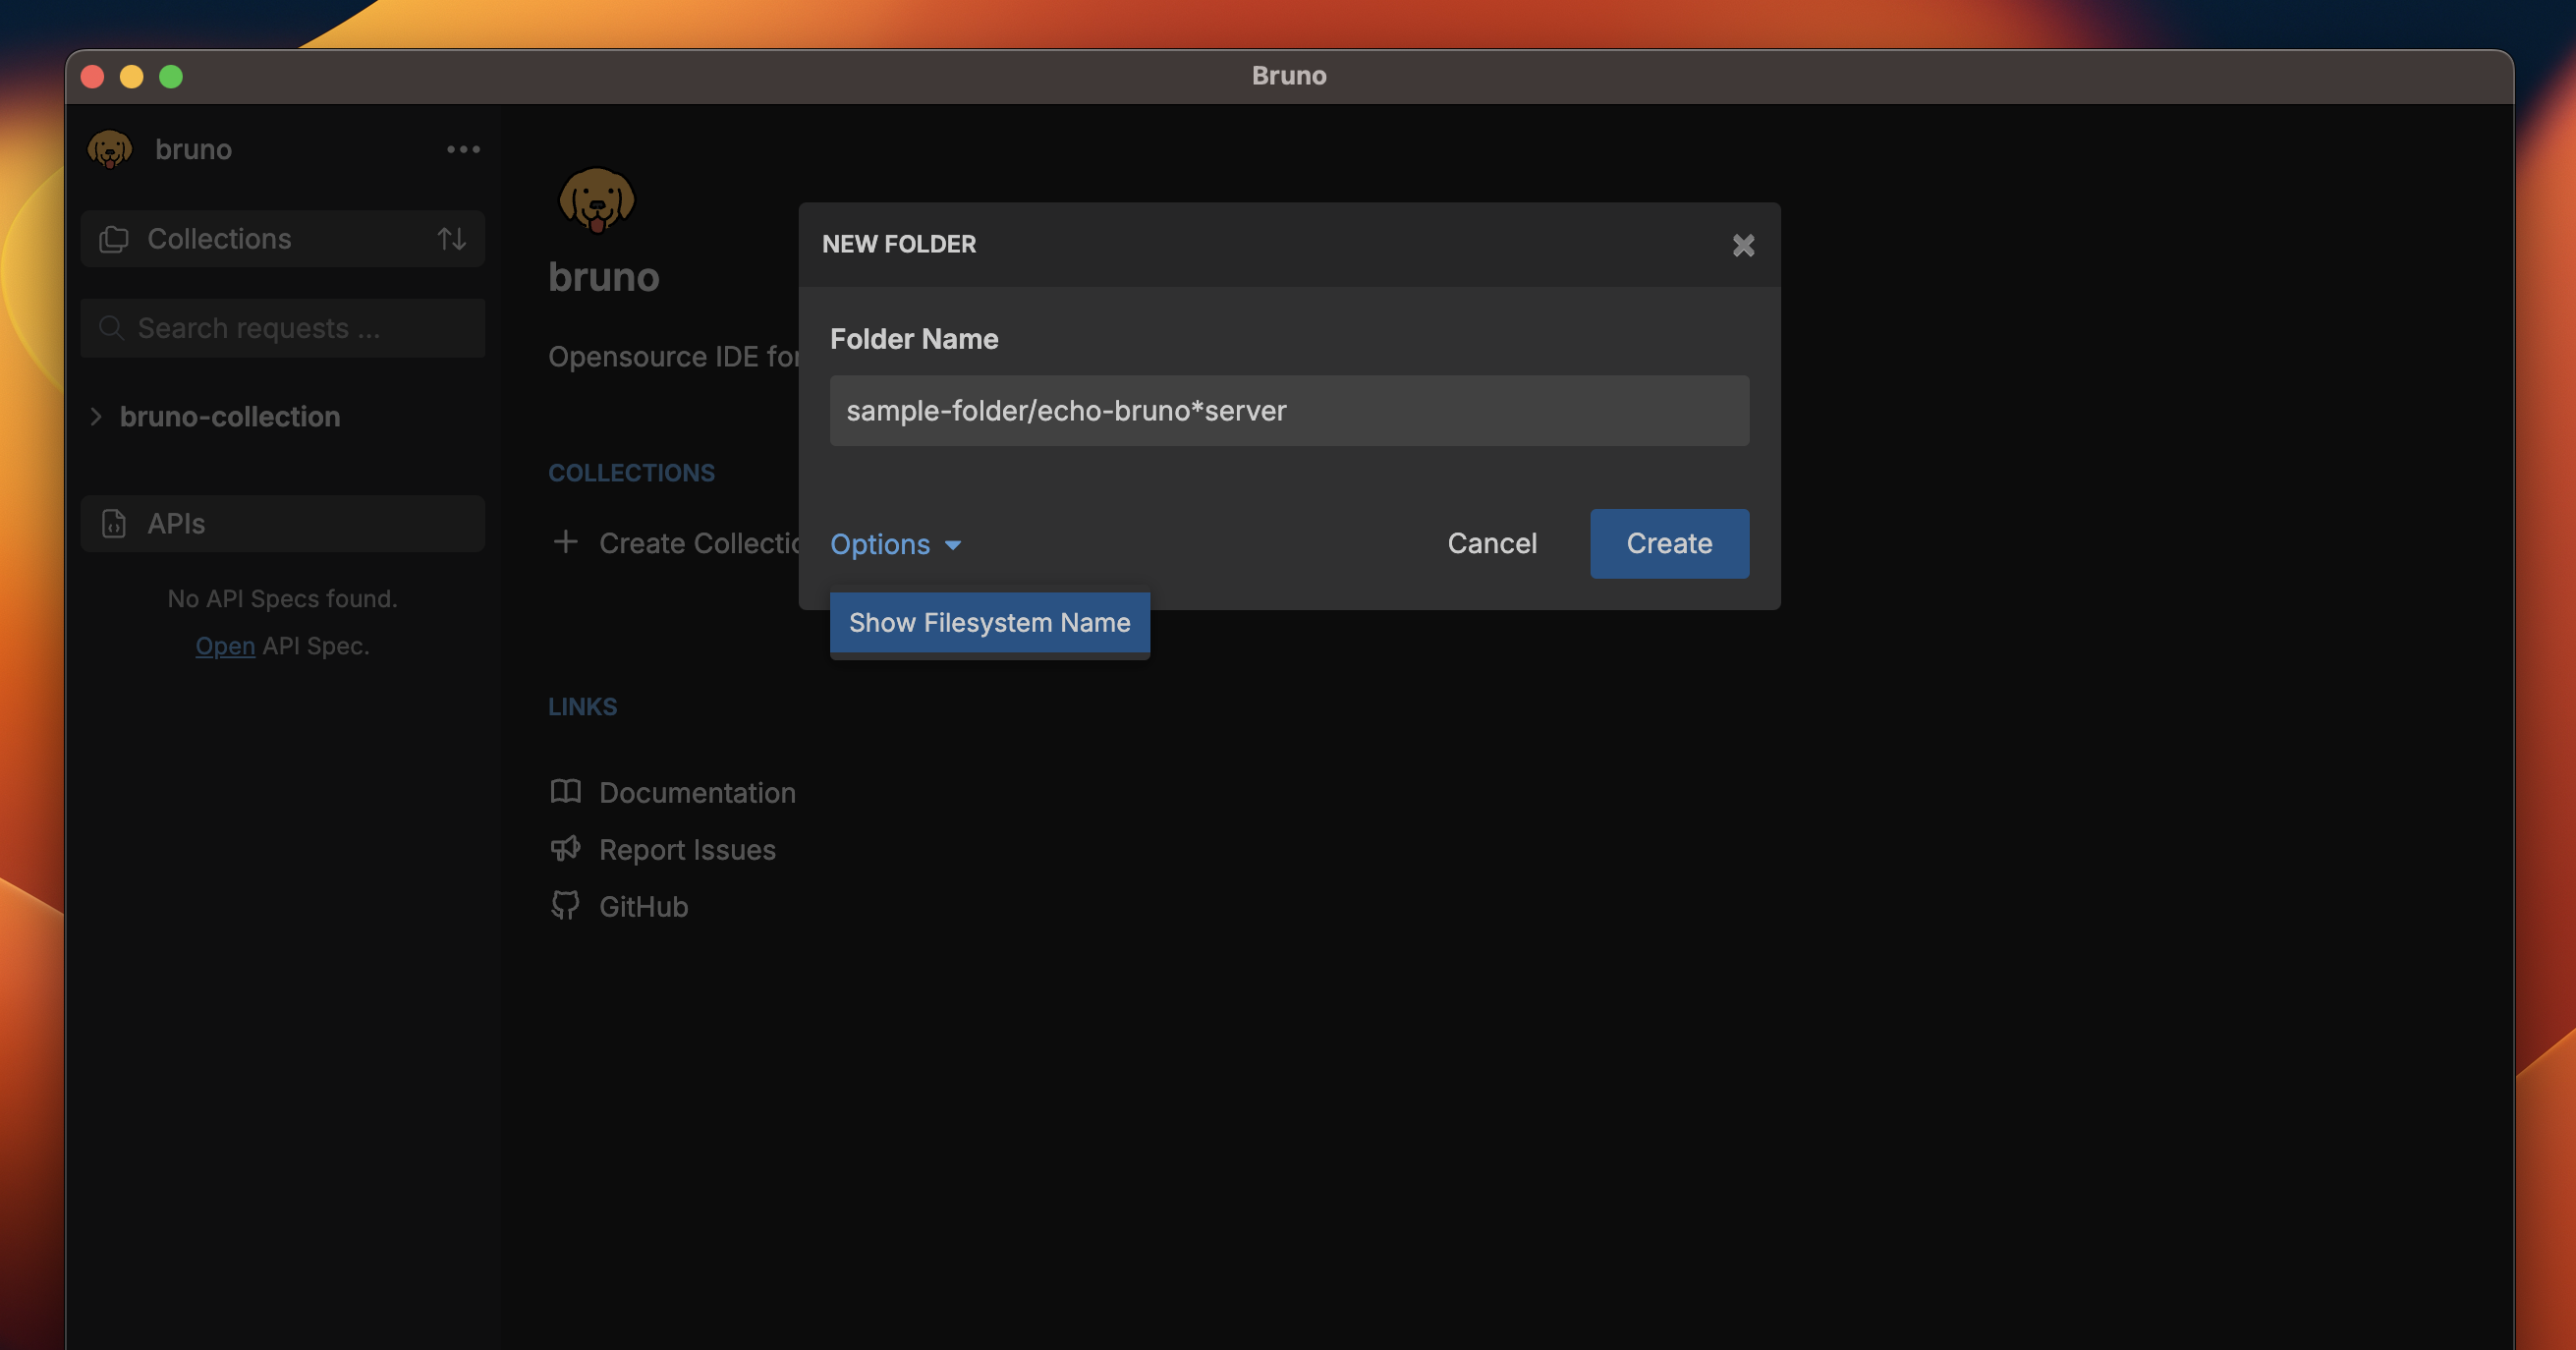 Bruno
bruno
Collections
Search requests ...
bruno-collection
APIs
No API Specs found.
Open API Spec.
bruno
Opensource IDE for
COLLECTIONS
Create Collectio
LINKS
Documentation
Report Issues
GitHub
NEW FOLDER
Folder Name
sample-folder/echo-bruno*server
Options
Cancel
Create
Show Filesystem Name